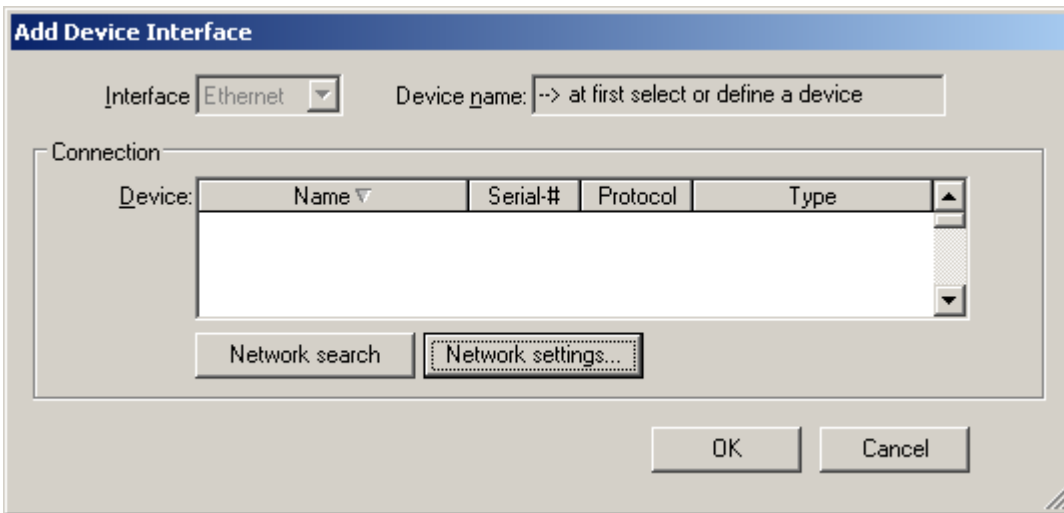 Add Device Interface
Interface Ethernet Device name: --> at first select or define a device
Connection
Device: Name Serial-# Protocol Type
Network search Network settings...
OK Cancel